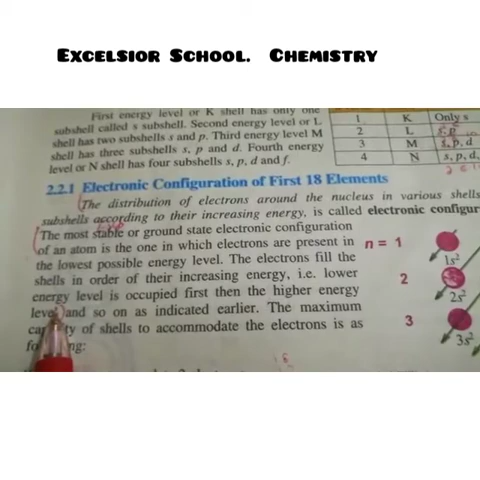 Excelsior School. Chemistry
First energy level or K shell has only one
subshell called s subshell. Second energy level or L
shell has two subshells s and p. Third energy level M
shell has three subshells s, p and d. Fourth energy
level or N shell has four subshells s, p, d and f.
1 K Only s
2 L s, p
3 M s, p, d
4 N s, p, d,
2.2.1 Electronic Configuration of First 18 Elements
The distribution of electrons around the nucleus in various shells
subshells according to their increasing energy, is called electronic configur
The most stable or ground state electronic configuration
of an atom is the one in which electrons are present in
the lowest possible energy level. The electrons fill the
shells in order of their increasing energy, i.e. lower
energy level is occupied first then the higher energy
level and so on as indicated earlier. The maximum
ca ty of shells to accommodate the electrons is as
fo ng:
n = 1
1s²
2
2s²
3
3s²